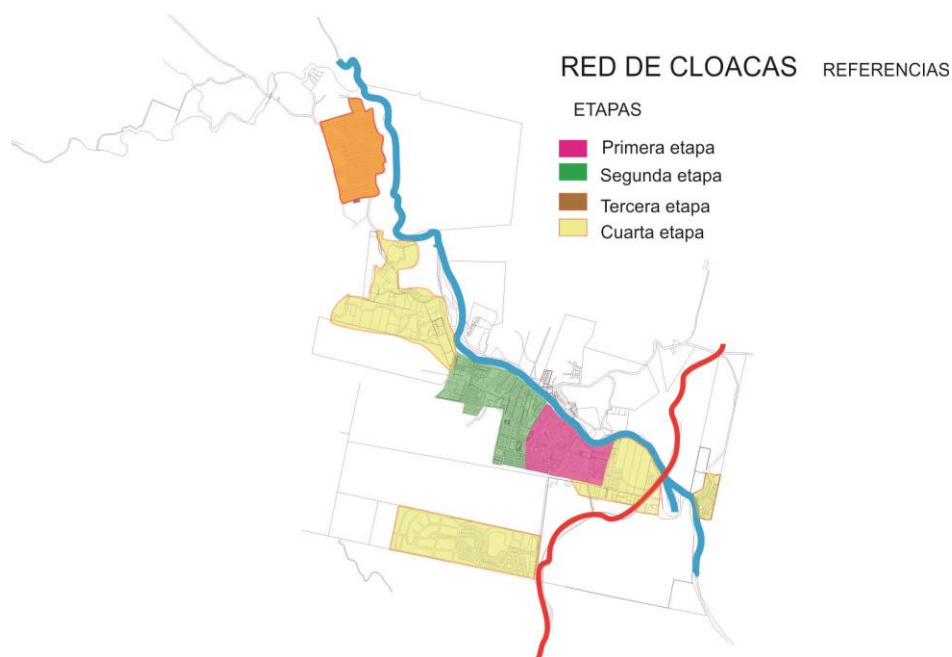 RED DE CLOACAS REFERENCIAS
ETAPAS
Primera etapa
Segunda etapa
Tercera etapa
Cuarta etapa